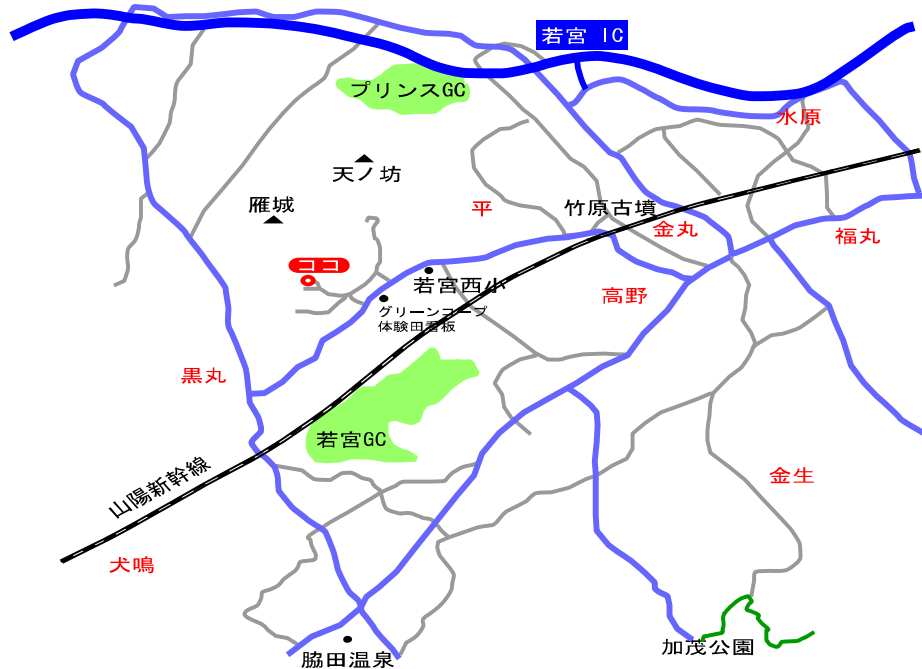 若宮 IC
プリンスGC
水原
天ノ坊
雁城
平
竹原古墳
金丸
福丸
ココ
若宮西小
高野
グリーンコープ
体験田看板
黒丸
若宮GC
山陽新幹線
金生
犬鳴
加茂公園
脇田温泉